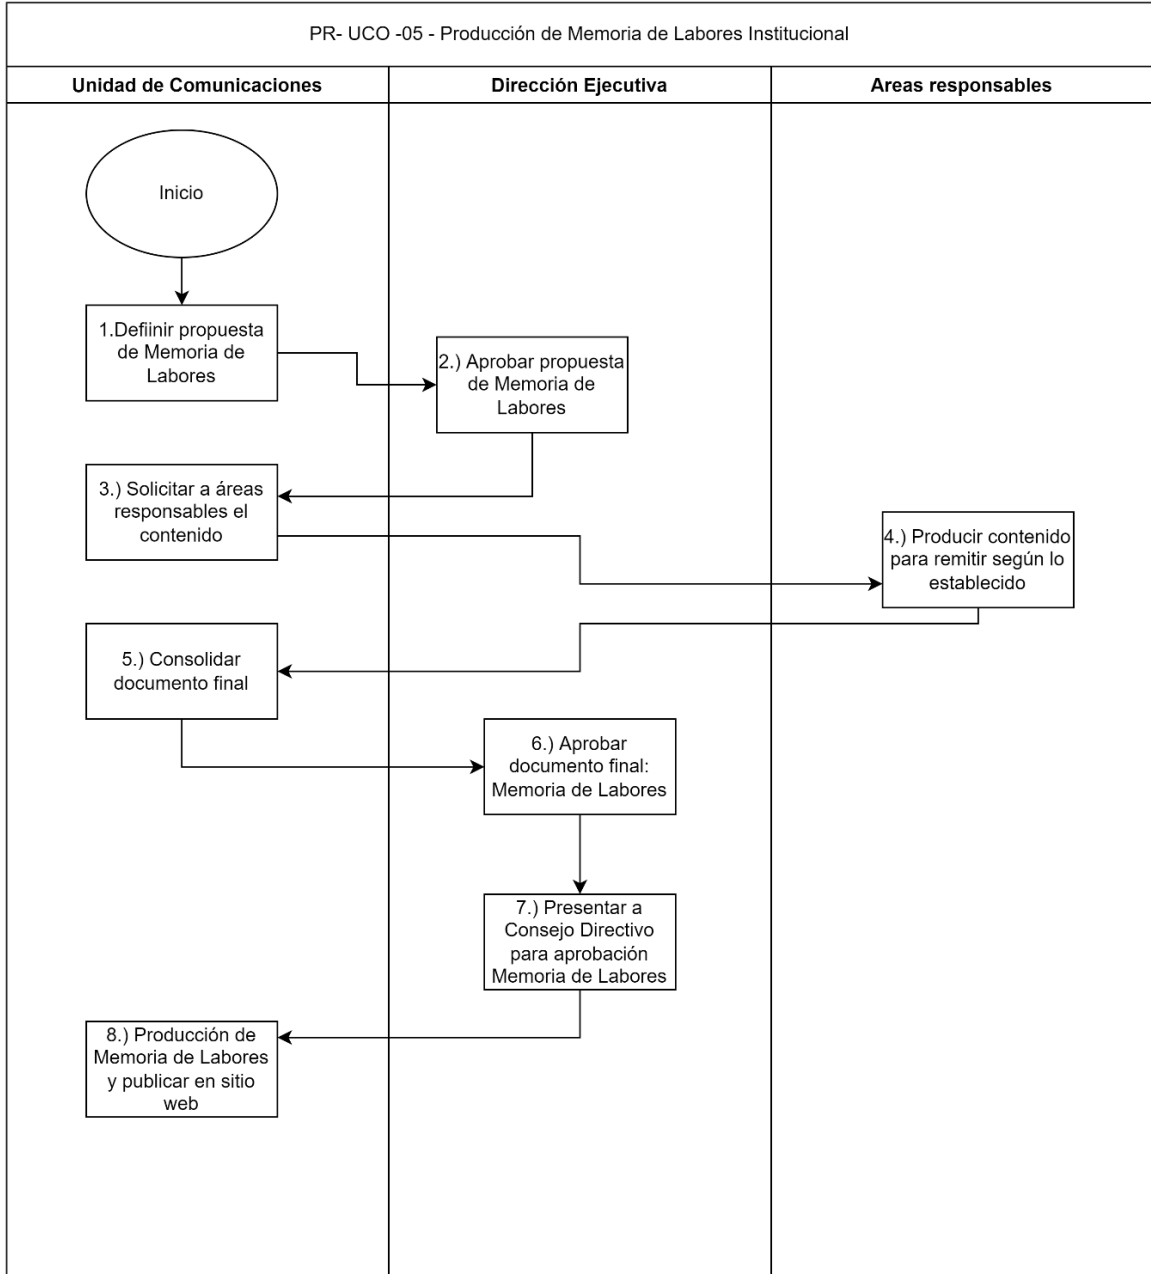 PR- UCO -05 - Producción de Memoria de Labores Institucional
Unidad de Comunicaciones
Dirección Ejecutiva
Areas responsables
Inicio
1.Defiinir propuesta
de Memoria de
Labores
2.) Aprobar propuesta
de Memoria de
Labores
3.) Solicitar a áreas
responsables el
contenido
4.) Producir contenido
para remitir según lo
establecido
5.) Consolidar
documento final
6.) Aprobar
documento final:
Memoria de Labores
7.) Presentar a
Consejo Directivo
para aprobación
Memoria de Labores
8.) Producción de
Memoria de Labores
y publicar en sitio
web